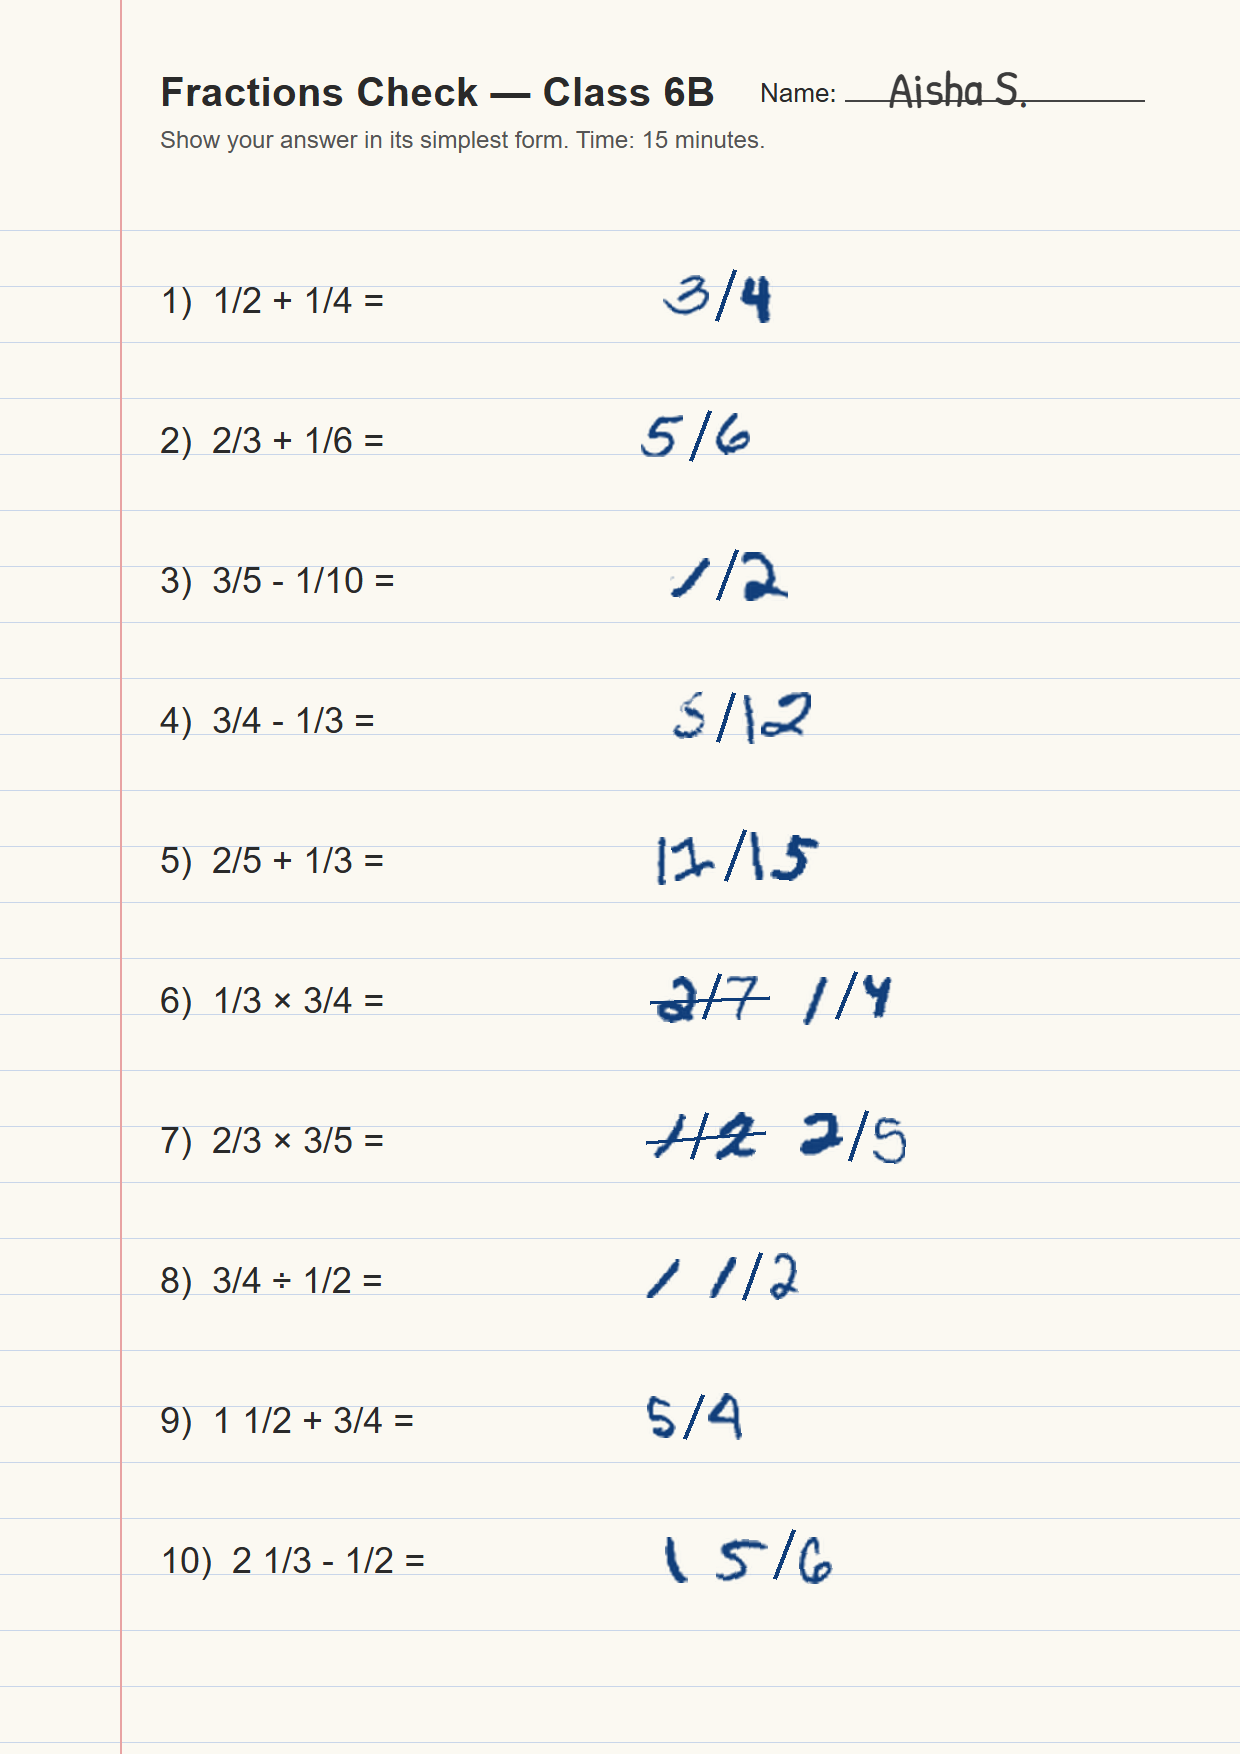 Fractions Check — Class 6B Name: Aisha S.
Show your answer in its simplest form. Time: 15 minutes.
1) 1/2 + 1/4 = 3/4
2) 2/3 + 1/6 = 5/6
3) 3/5 - 1/10 = 1/2
4) 3/4 - 1/3 = 5/12
5) 2/5 + 1/3 = 11/15
6) 1/3 × 3/4 = 2/7 1/4
7) 2/3 × 3/5 = 1/2 2/5
8) 3/4 ÷ 1/2 = 1 1/2
9) 1 1/2 + 3/4 = 5/4
10) 2 1/3 - 1/2 = 1 5/6